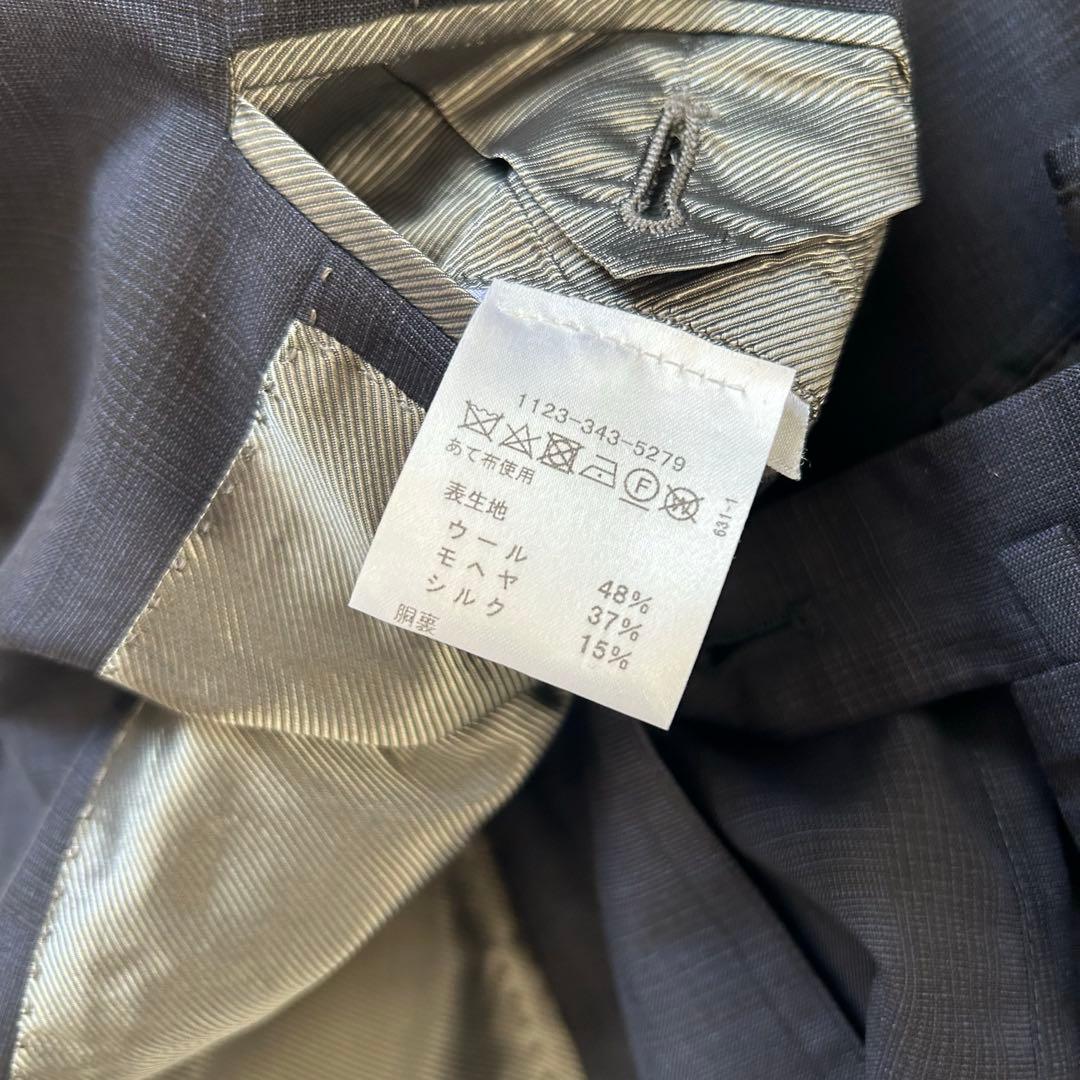 1123-343-5279
F W
あて布使用
631-1
表生地
ウール 48%
モヘヤ 37%
シルク 15%
胴裏